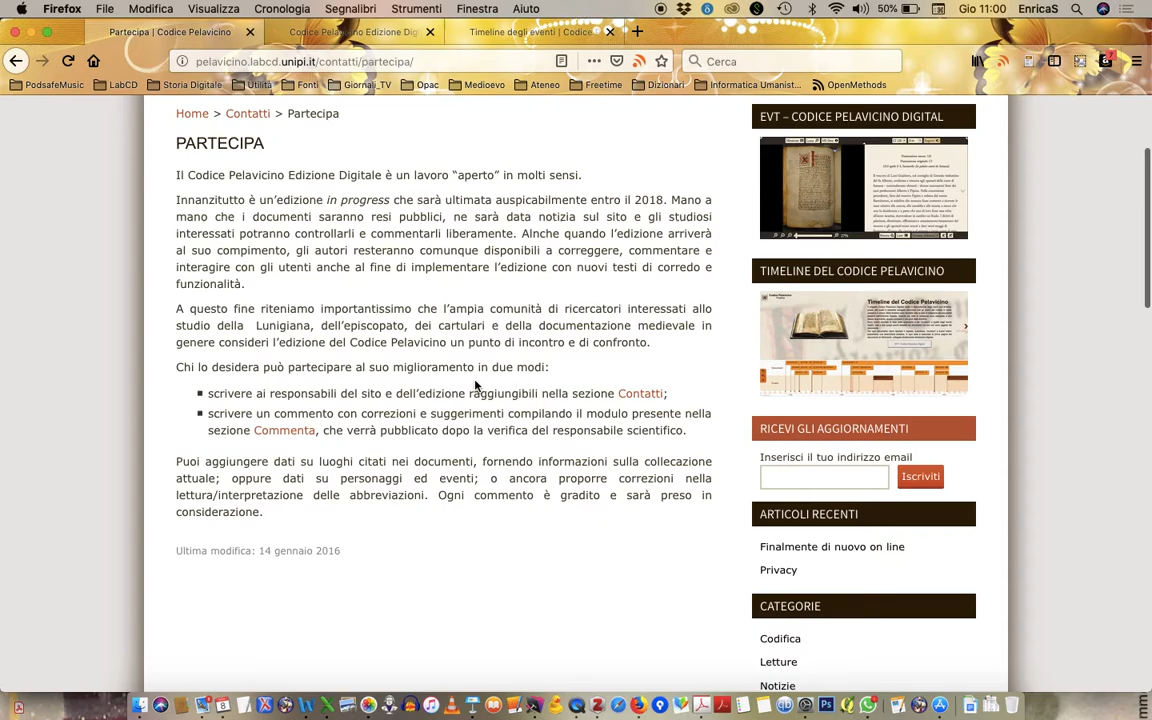 Firefox File Modifica Visualizza Cronologia Segnalibri Strumenti Finestra Aiuto 50% Gio 11:00 EnricaS
Partecipa | Codice Pelavicino Codice Pelavicino Edizione Dig Timeline degli eventi | Codice
pelavicino.labcd.unipi.it/contatti/partecipa/ Cerca
PodsafeMusic LabCD Storia Digitale Utilità Fonti Giornali_TV Opac Medioevo Ateneo Freetime Dizionari Informatica Umanist... OpenMethods
Home > Contatti > Partecipa
PARTECIPA
Il Codice Pelavicino Edizione Digitale è un lavoro “aperto” in molti sensi.
Innanzitutto è un’edizione in progress che sarà ultimata auspicabilmente entro il 2018. Mano a
mano che i documenti saranno resi pubblici, ne sarà data notizia sul sito e gli studiosi
interessati potranno controllarli e commentarli liberamente. Alnche quando l’edizione arriverà
al suo compimento, gli autori resteranno comunque disponibili a correggere, commentare e
interagire con gli utenti anche al fine di implementare l’edizione con nuovi testi di corredo e
funzionalità.
A questo fine riteniamo importantissimo che l’ampia comunità di ricercatori interessati allo
studio della Lunigiana, dell’episcopato, dei cartulari e della documentazione medievale in
genere consideri l’edizione del Codice Pelavicino un punto di incontro e di confronto.
Chi lo desidera può partecipare al suo miglioramento in due modi:
scrivere ai responsabili del sito e dell’edizione raggiungibili nella sezione Contatti;
scrivere un commento con correzioni e suggerimenti compilando il modulo presente nella
sezione Commenta, che verrà pubblicato dopo la verifica del responsabile scientifico.
Puoi aggiungere dati su luoghi citati nei documenti, fornendo informazioni sulla collecazione
attuale; oppure dati su personaggi ed eventi; o ancora proporre correzioni nella
lettura/interpretazione delle abbreviazioni. Ogni commento è gradito e sarà preso in
considerazione.
Ultima modifica: 14 gennaio 2016
EVT – CODICE PELAVICINO DIGITAL
TIMELINE DEL CODICE PELAVICINO
Timeline del Codice Pelavicino
RICEVI GLI AGGIORNAMENTI
Inserisci il tuo indirizzo email
Iscriviti
ARTICOLI RECENTI
Finalmente di nuovo on line
Privacy
CATEGORIE
Codifica
Letture
Notizie